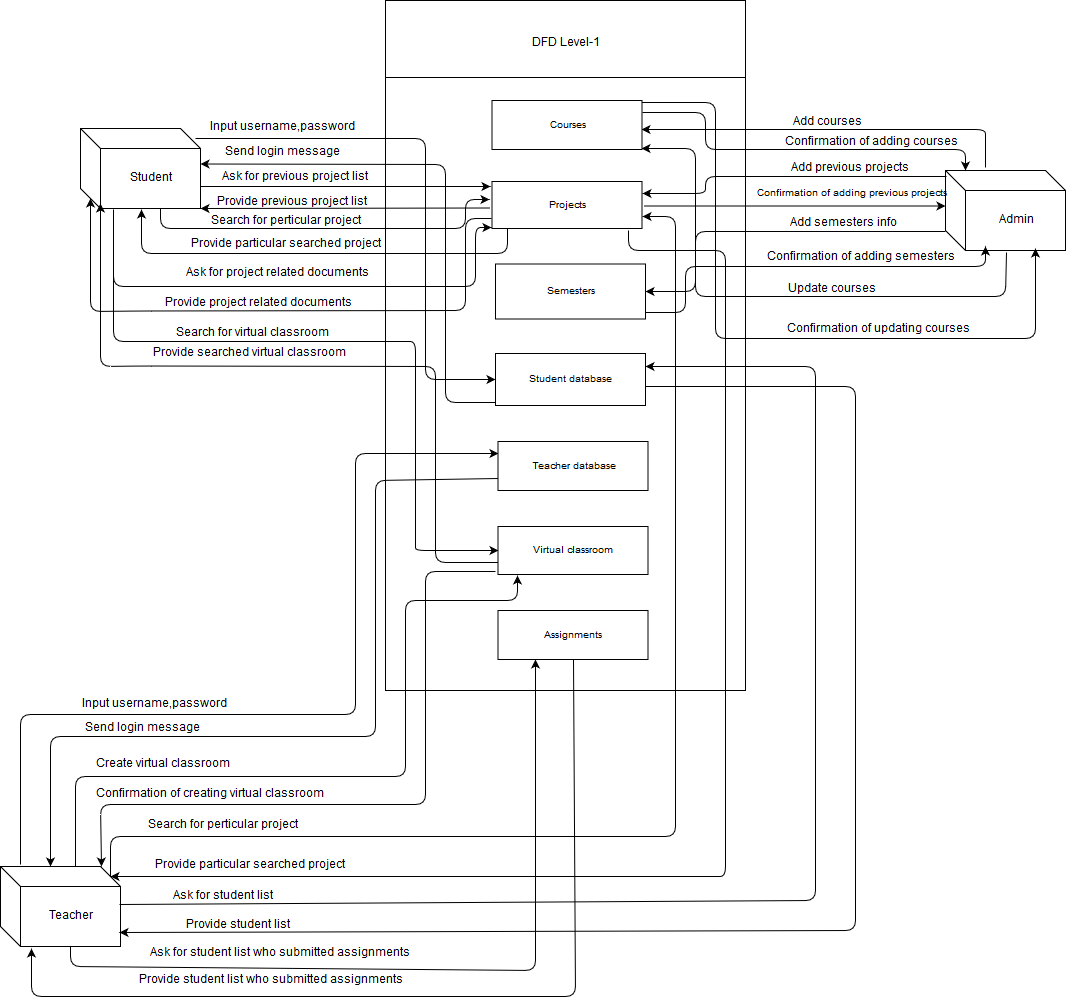 DFD Level-1
Courses
Projects
Semesters
Student database
Teacher database
Virtual classroom
Assignments
Student
Input username,password
Send login message
Ask for previous project list
Provide previous project list
Search for perticular project
Provide particular searched project
Ask for project related documents
Provide project related documents
Search for virtual classroom
Provide searched virtual classroom
Admin
Add courses
Confirmation of adding courses
Add previous projects
Confirmation of adding previous projects
Add semesters info
Confirmation of adding semesters
Update courses
Confirmation of updating courses
Teacher
Input username,password
Send login message
Create virtual classroom
Confirmation of creating virtual classroom
Search for perticular project
Provide particular searched project
Ask for student list
Provide student list
Ask for student list who submitted assignments
Provide student list who submitted assignments